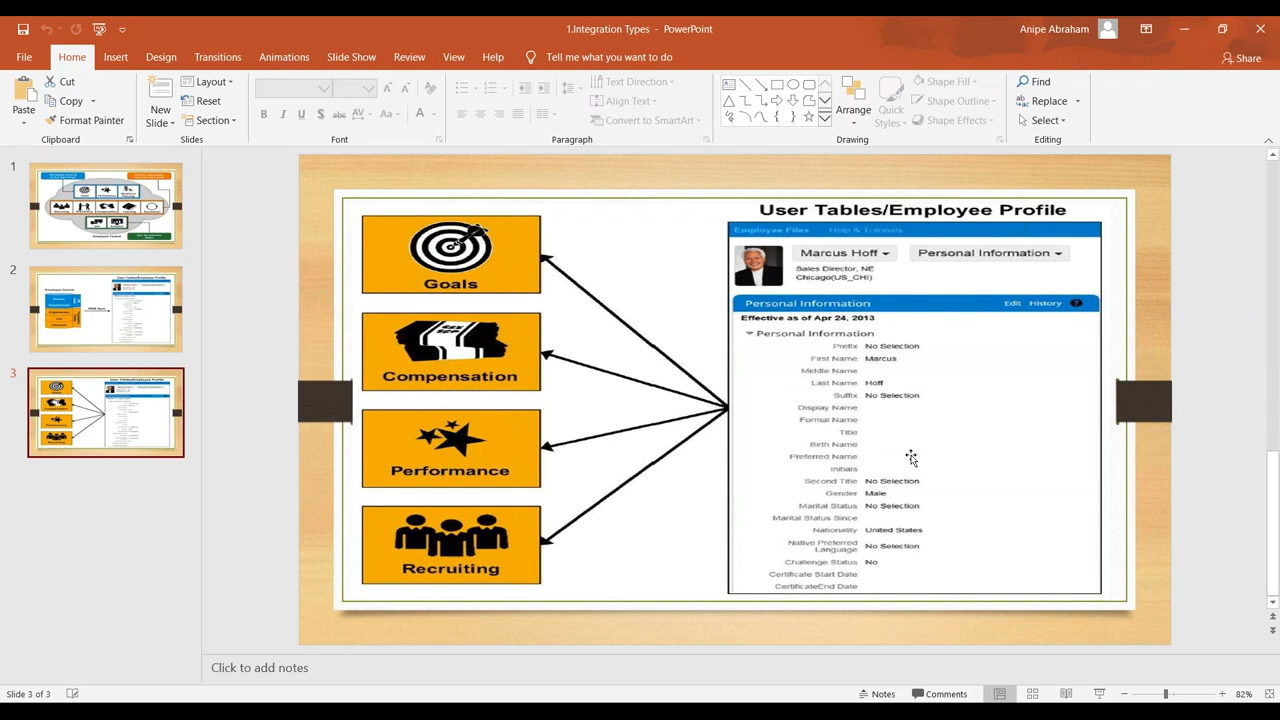 1.Integration Types - PowerPoint
Anipe Abraham
File Home Insert Design Transitions Animations Slide Show Review View Help Tell me what you want to do
Share
Paste
Cut
Copy
Format Painter
Clipboard
New Slide
Layout
Reset
Section
Slides
B I U S abc AV Aa A
Font
Text Direction
Align Text
Convert to SmartArt
Paragraph
Arrange
Quick Styles
Shape Fill
Shape Outline
Shape Effects
Drawing
Find
Replace
Select
Editing
1
2
3
User Tables/Employee Profile
Goals
Compensation
Performance
Recruiting
Employee Files Help & Tutorials
Marcus Hoff Personal Information
Sales Director, NE
Chicago(US_CHI)
Personal Information Edit History ?
Effective as of Apr 24, 2013
Personal Information
Prefix No Selection
First Name Marcus
Middle Name
Last Name Hoff
Suffix No Selection
Display Name
Formal Name
Title
Birth Name
Preferred Name
Initials
Second Title No Selection
Gender Male
Marital Status No Selection
Marital Status Since
Nationality United States
Native Preferred
Language No Selection
Challenge Status No
Certificate Start Date
CertificateEnd Date
Click to add notes
Slide 3 of 3
Notes Comments 82%